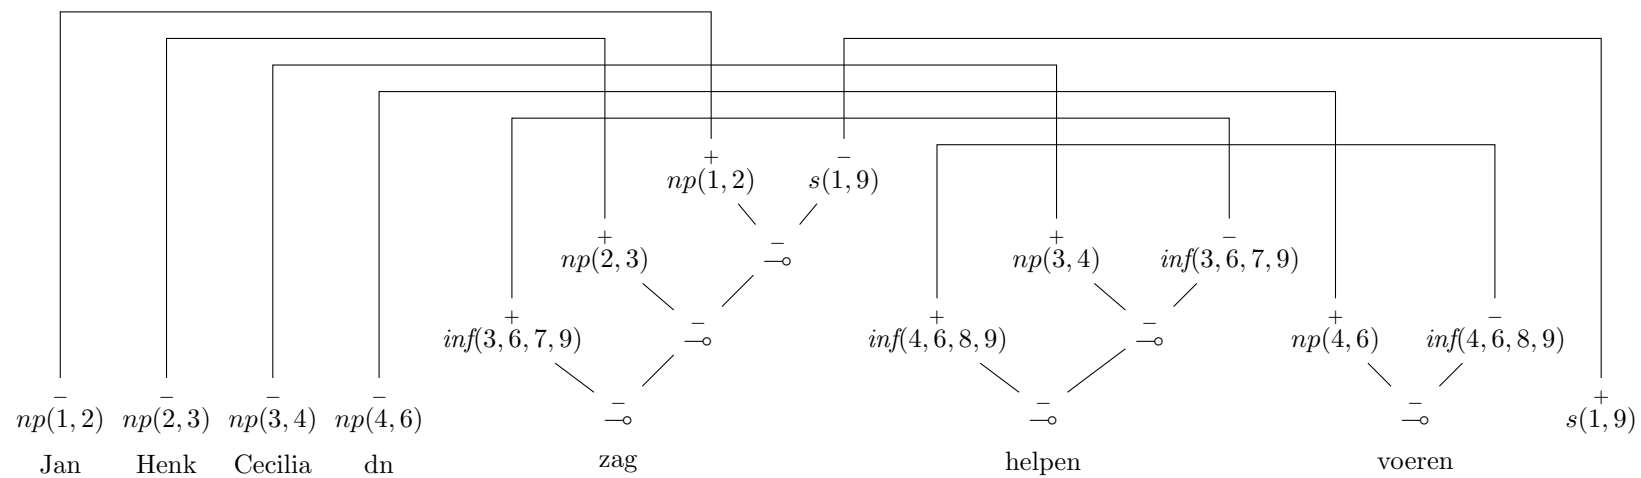 + −
np(1, 2) s(1, 9)
+ − + −
np(2, 3) ⊸ np(3, 4) inf(3, 6, 7, 9)
+ − + − + −
inf(3, 6, 7, 9) ⊸ inf(4, 6, 8, 9) ⊸ np(4, 6) inf(4, 6, 8, 9)
− − − − − − − +
np(1, 2) np(2, 3) np(3, 4) np(4, 6) ⊸ ⊸ ⊸ s(1, 9)
Jan Henk Cecilia dn zag helpen voeren